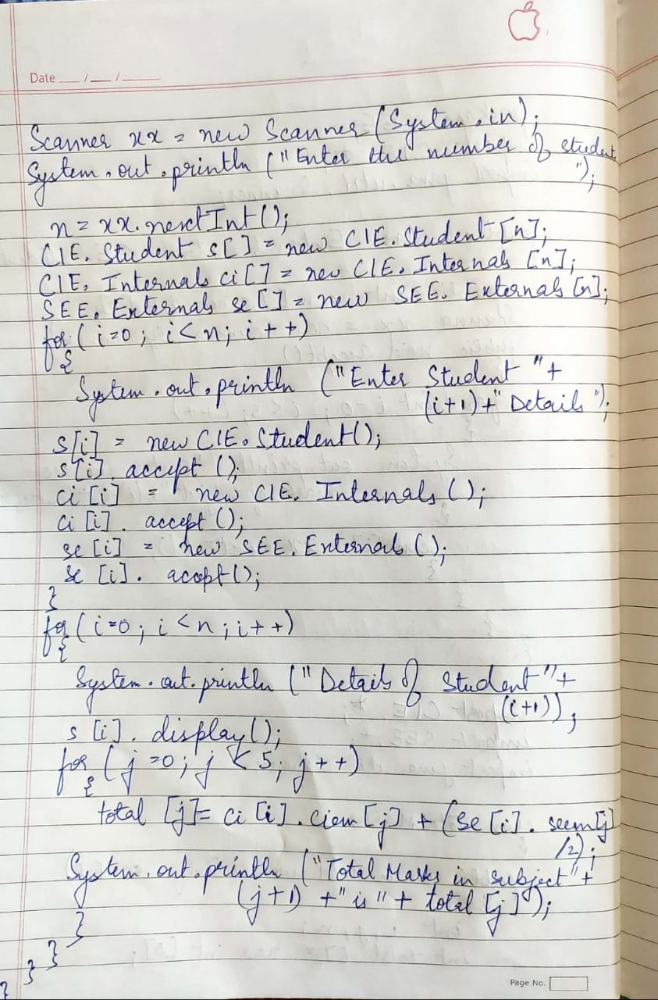 Date __/__/____
Scanner xx = new Scanner (System.in);
System.out.println ("Enter the number of student
");
n = xx.nextInt();
CIE. Student s[] = new CIE. Student [n];
CIE. Internals ci[] = new CIE. Internals [n];
SEE. Externals se[] = new SEE. Externals [n];
for (i=0; i<n; i++)
{
System.out.println ("Enter Student "+
(i+1)+" Details");
s[i] = new CIE.Student();
s[i]. accept ();
ci [i] = new CIE. Internals ();
ci [i]. accept ();
se [i] = new SEE. Externals ();
se [i]. accept();
}
for (i=0; i<n; i++)
{
System.out.println (" Details of Student "+
(i+1));
s [i]. display();
for (j=0; j<5; j++)
{
total [j]= ci [i]. ciem [j] + (se [i]. seem[j]
/2);
System.out.println ("Total Marks in subject"+
(j+1) +" is "+ total [j]");
}
}
}
}
Page No.